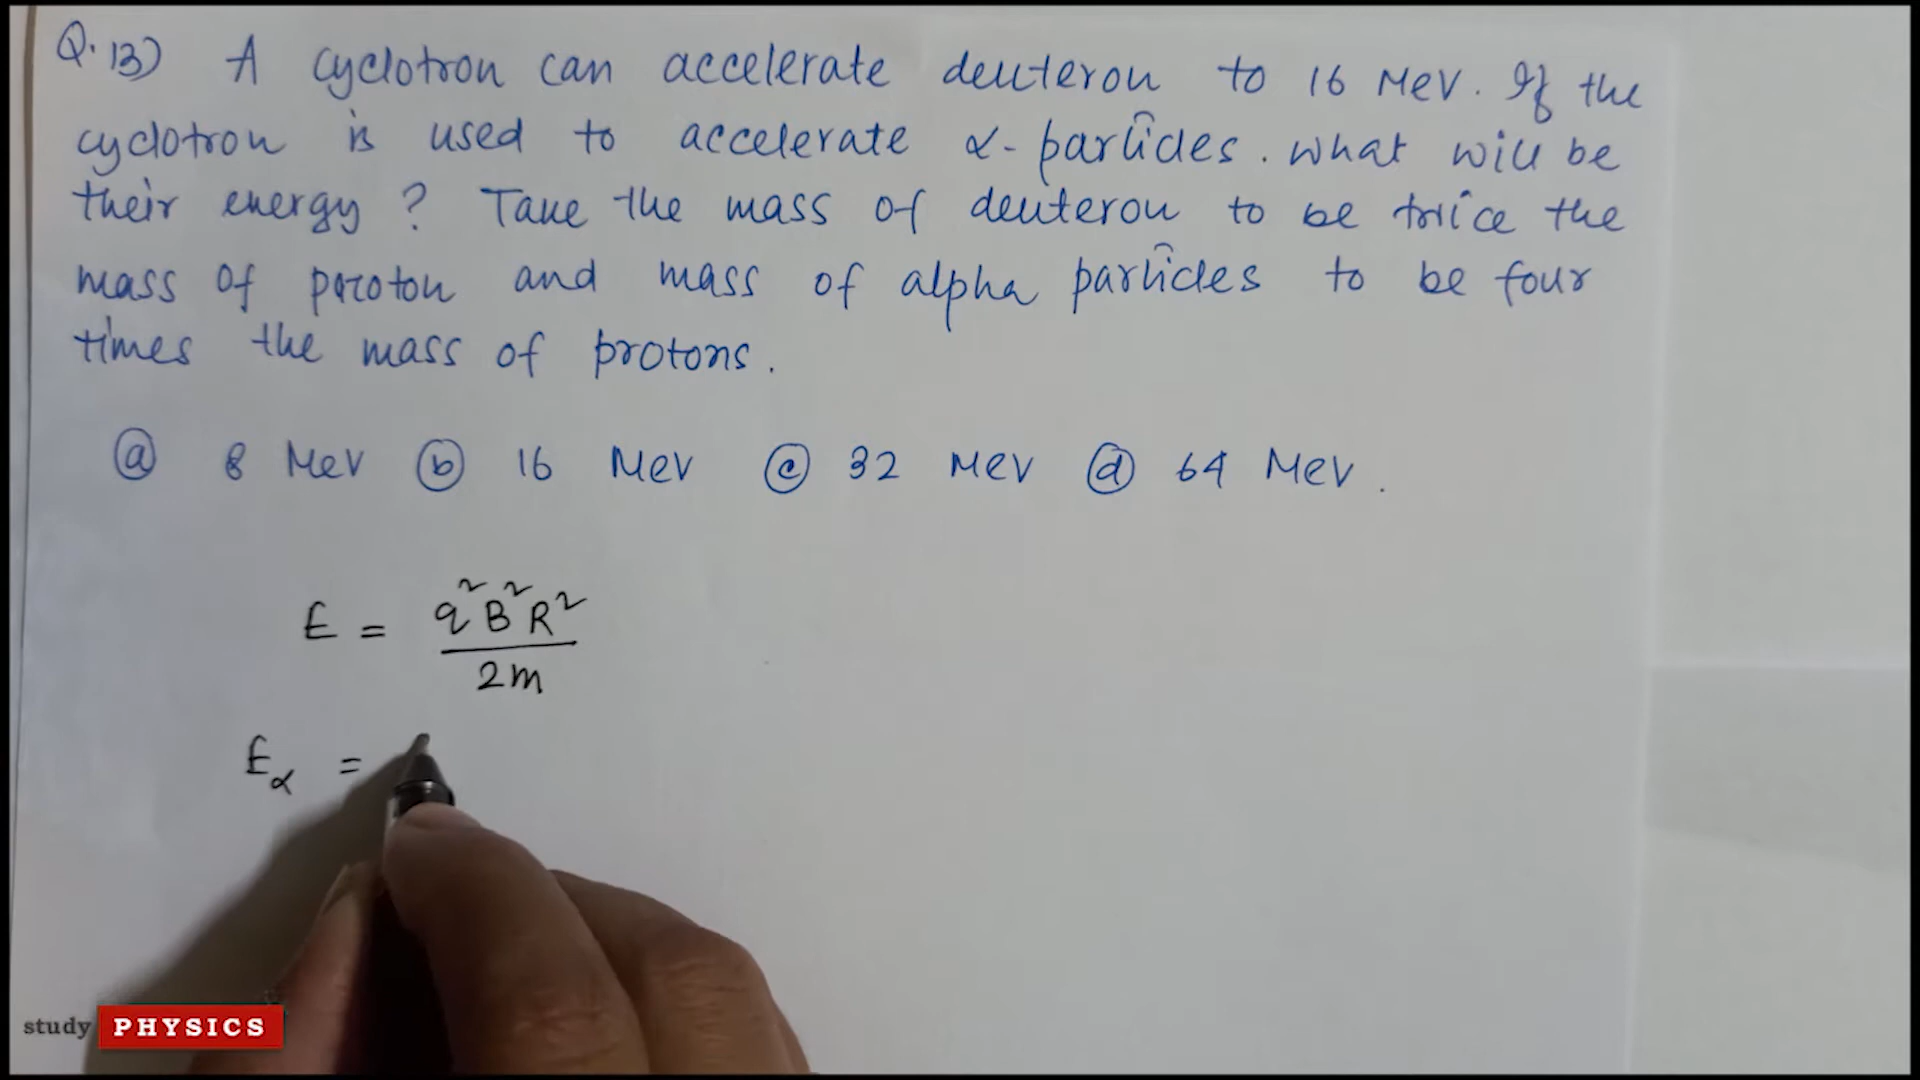 Q.13) A cyclotron can accelerate deuteron to 16 MeV. If the
cyclotron is used to accelerate α-particles. what will be
their energy ? Take the mass of deuteron to be twice the
mass of proton and mass of alpha particles to be four
times the mass of protons.
ⓐ 8 MeV ⓑ 16 MeV ⓒ 32 MeV ⓓ 64 MeV.
E = q²B²R² / 2m
Eα =
study PHYSICS